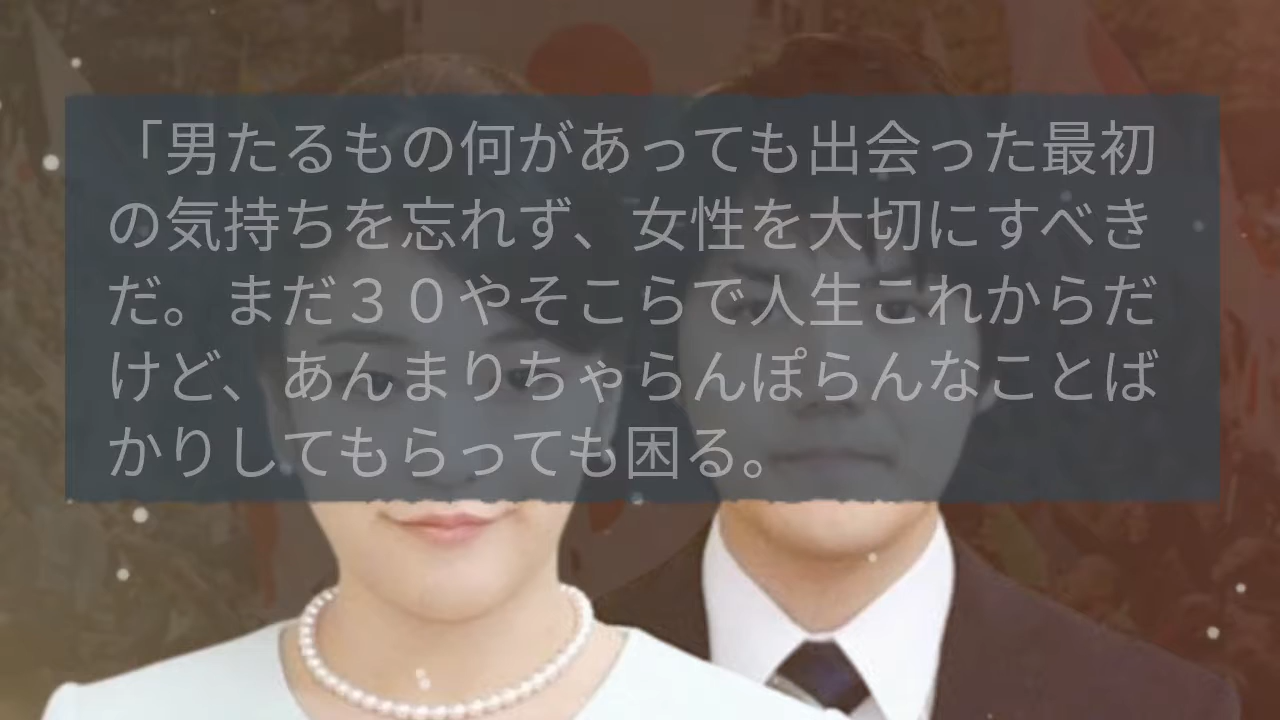 「男たるもの何があっても出会った最初
の気持ちを忘れず、女性を大切にすべき
だ。まだ３０やそこらで人生これからだ
けど、あんまりちゃらんぽらんなことば
かりしてもらっても困る。